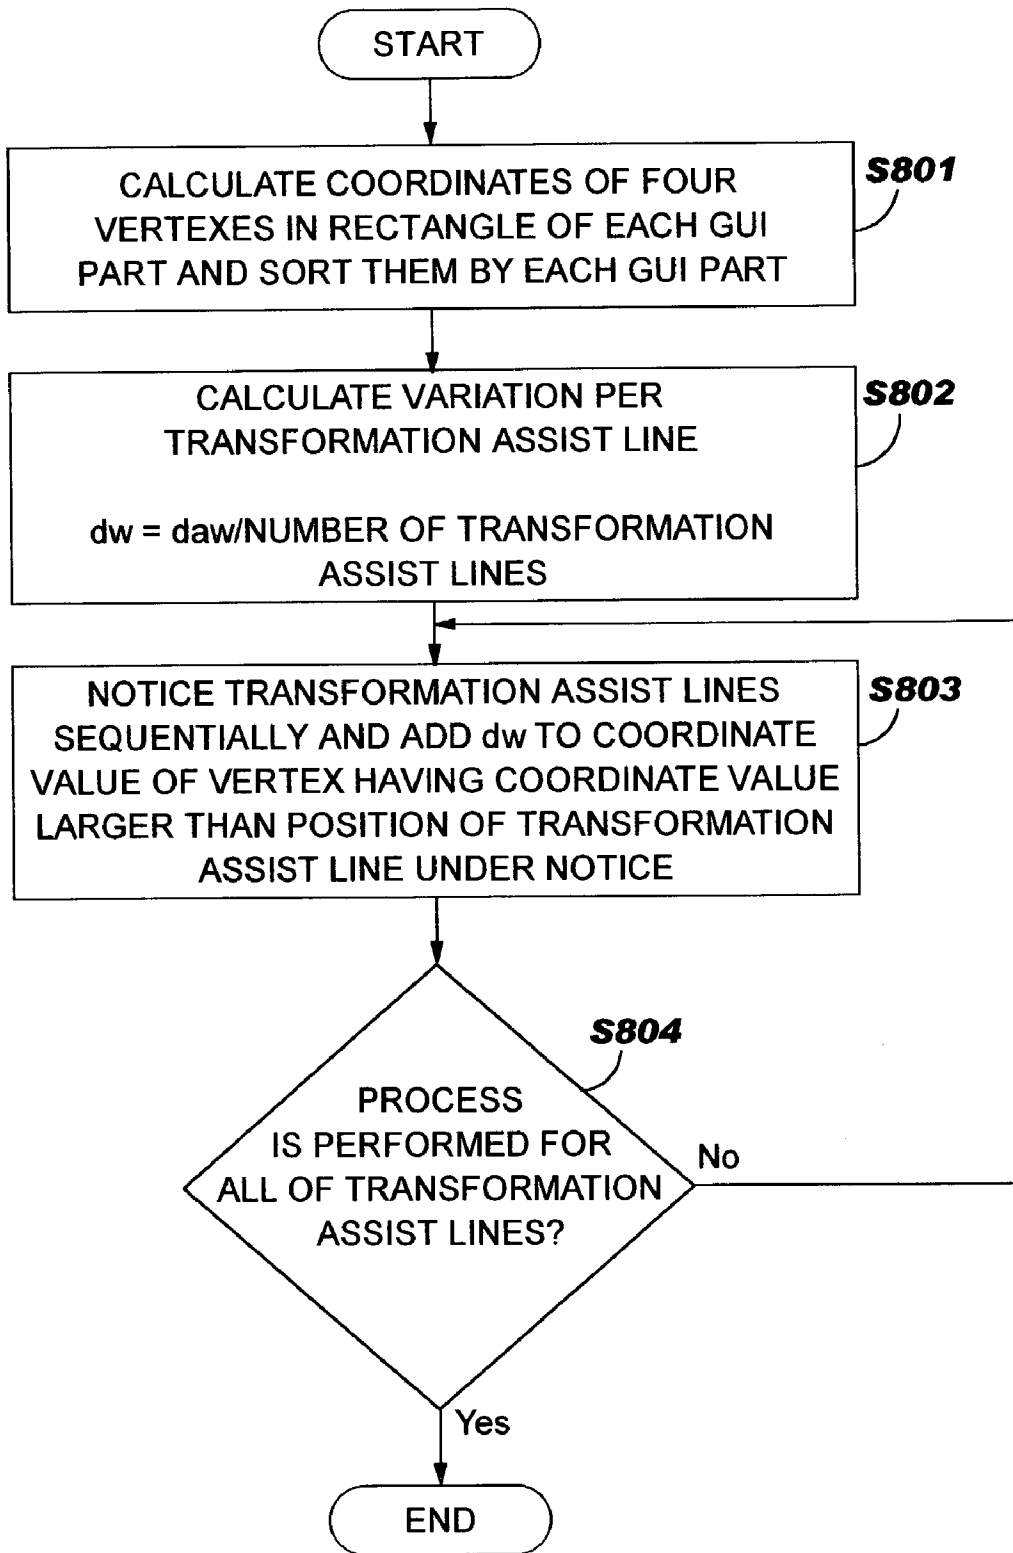 START
CALCULATE COORDINATES OF FOUR
VERTEXES IN RECTANGLE OF EACH GUI
PART AND SORT THEM BY EACH GUI PART
S801
CALCULATE VARIATION PER
TRANSFORMATION ASSIST LINE
dw = daw/NUMBER OF TRANSFORMATION
ASSIST LINES
S802
NOTICE TRANSFORMATION ASSIST LINES
SEQUENTIALLY AND ADD dw TO COORDINATE
VALUE OF VERTEX HAVING COORDINATE VALUE
LARGER THAN POSITION OF TRANSFORMATION
ASSIST LINE UNDER NOTICE
S803
S804
PROCESS
IS PERFORMED FOR
ALL OF TRANSFORMATION
ASSIST LINES?
No
Yes
END